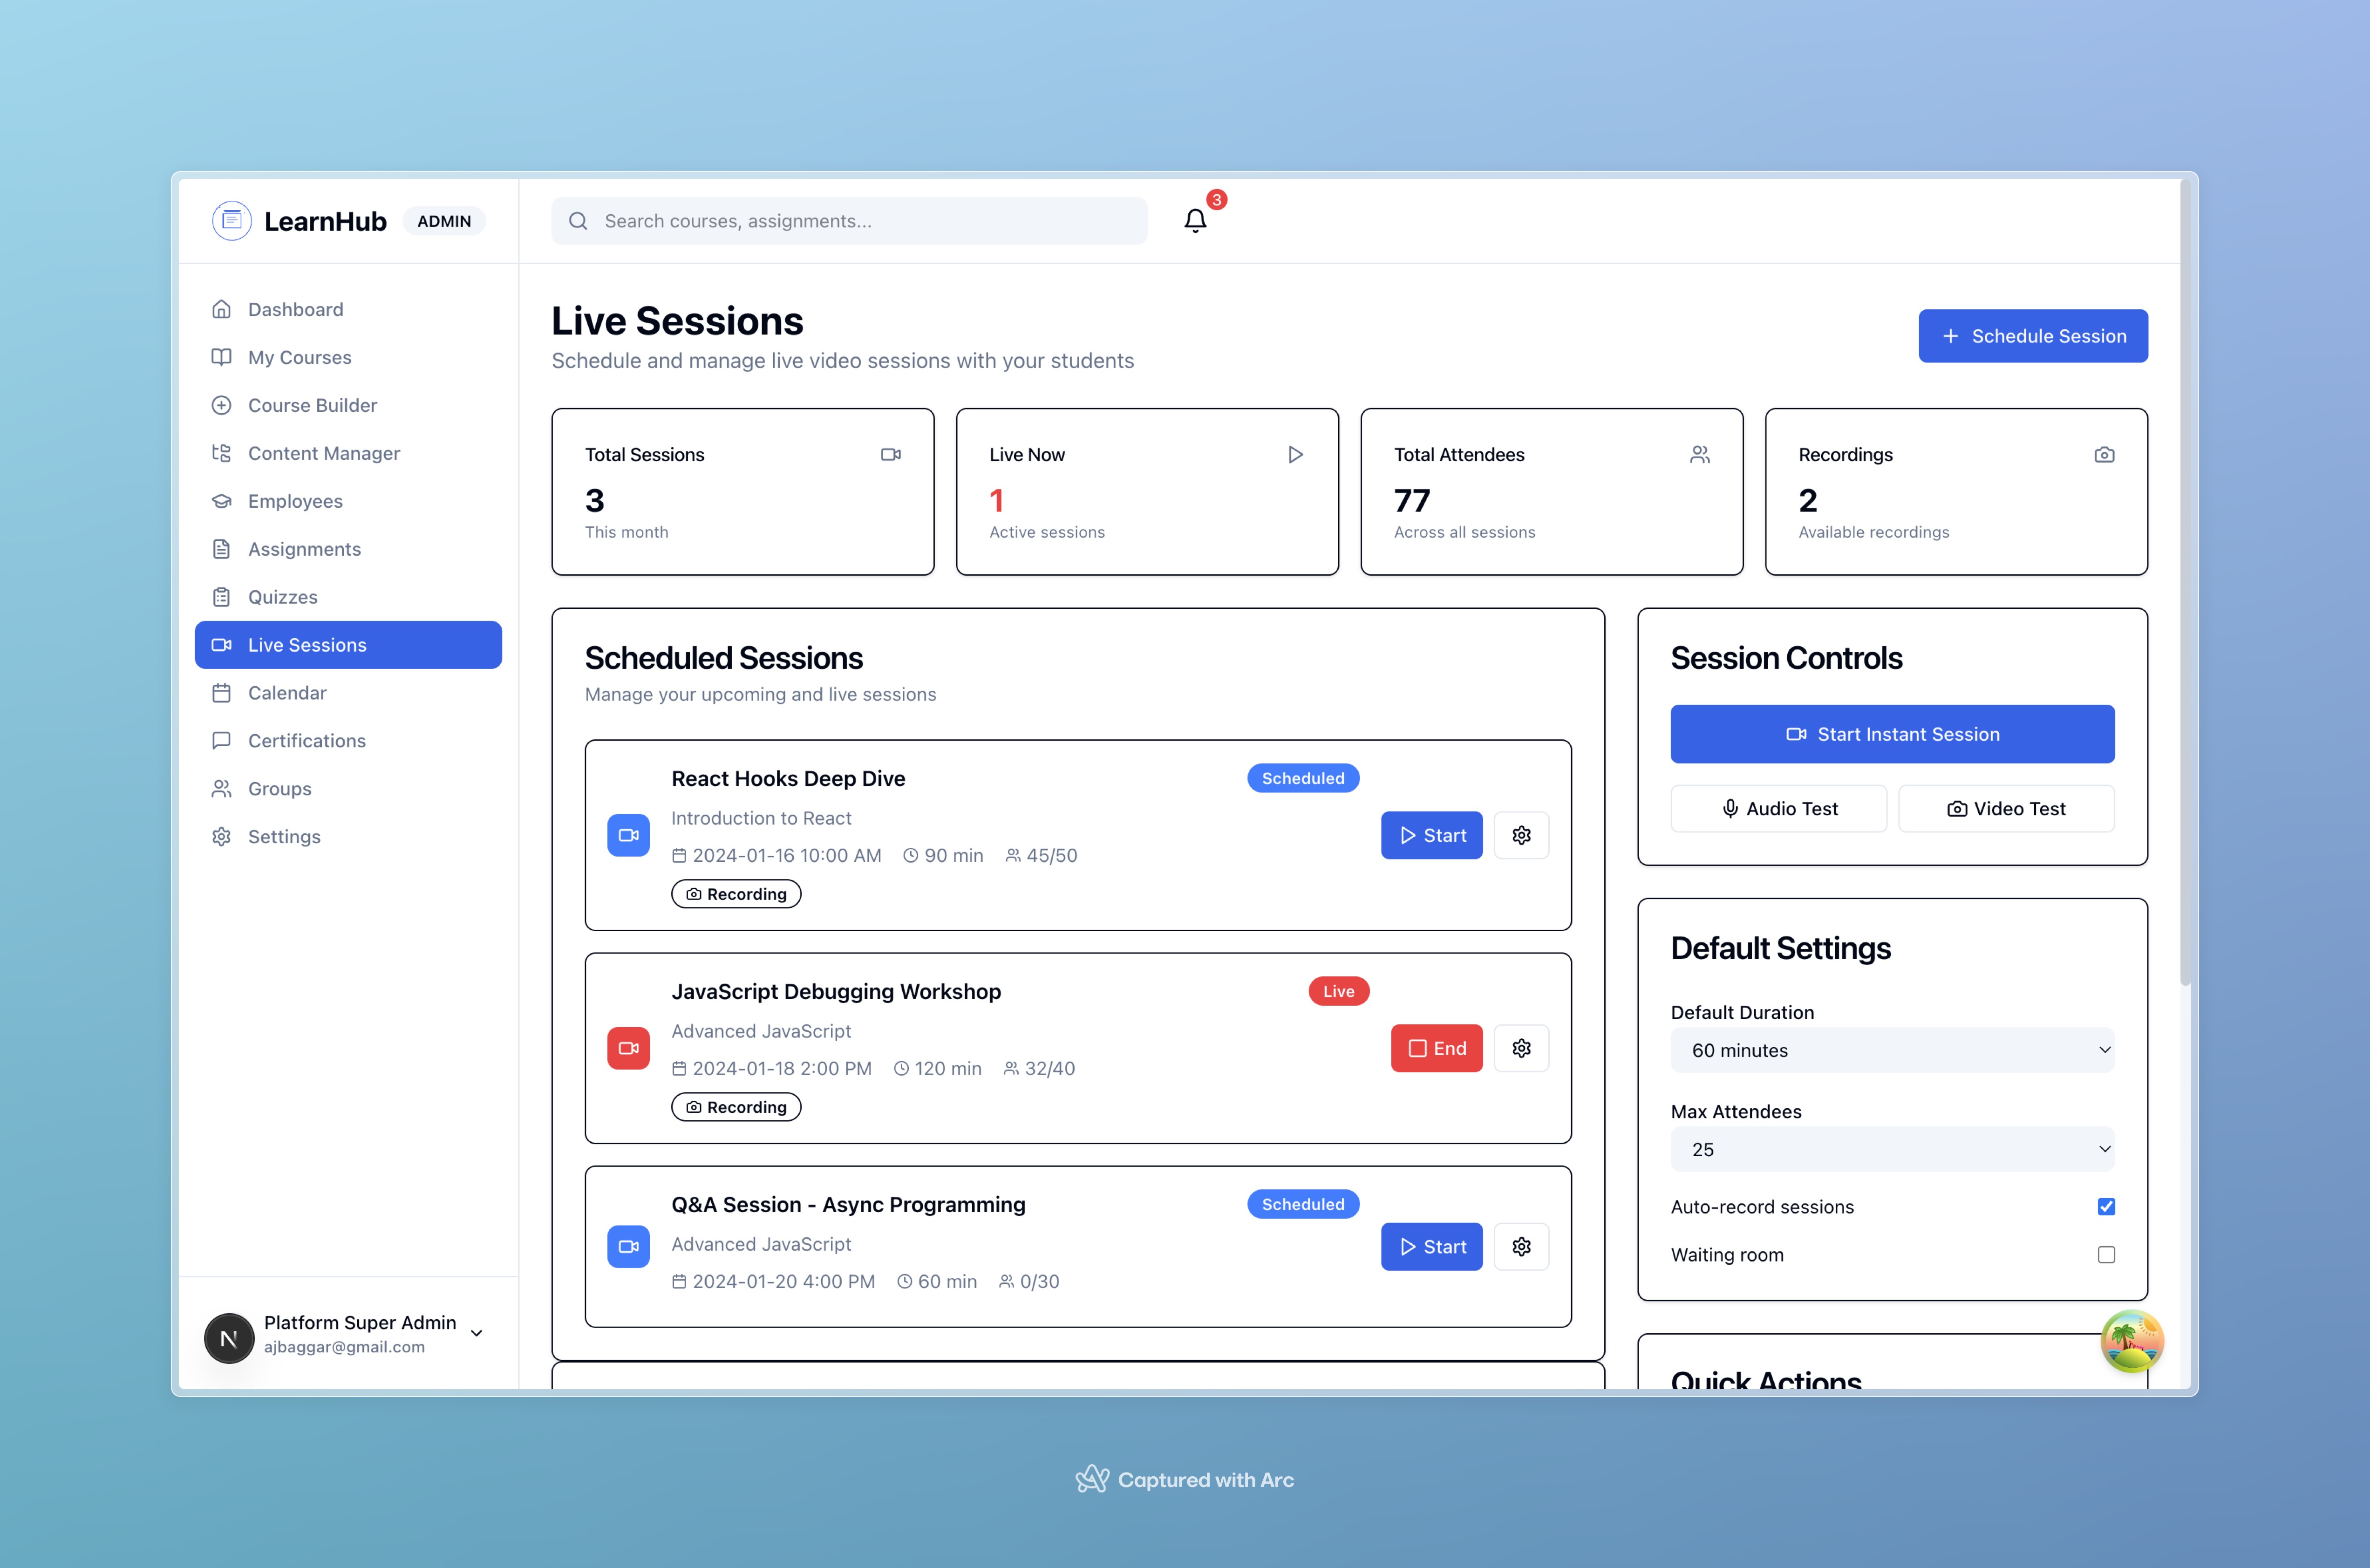 LearnHub ADMIN
Search courses, assignments...
3
Dashboard
My Courses
Course Builder
Content Manager
Employees
Assignments
Quizzes
Live Sessions
Calendar
Certifications
Groups
Settings
N
Platform Super Admin
ajbaggar@gmail.com
Live Sessions
Schedule and manage live video sessions with your students
Schedule Session
Total Sessions
3
This month
Live Now
1
Active sessions
Total Attendees
77
Across all sessions
Recordings
2
Available recordings
Scheduled Sessions
Manage your upcoming and live sessions
React Hooks Deep Dive
Scheduled
Introduction to React
2024-01-16 10:00 AM 90 min 45/50
Recording
Start
JavaScript Debugging Workshop
Live
Advanced JavaScript
2024-01-18 2:00 PM 120 min 32/40
Recording
End
Q&A Session - Async Programming
Scheduled
Advanced JavaScript
2024-01-20 4:00 PM 60 min 0/30
Start
Session Controls
Start Instant Session
Audio Test
Video Test
Default Settings
Default Duration
60 minutes
Max Attendees
25
Auto-record sessions
Waiting room
Quick Actions
Captured with Arc